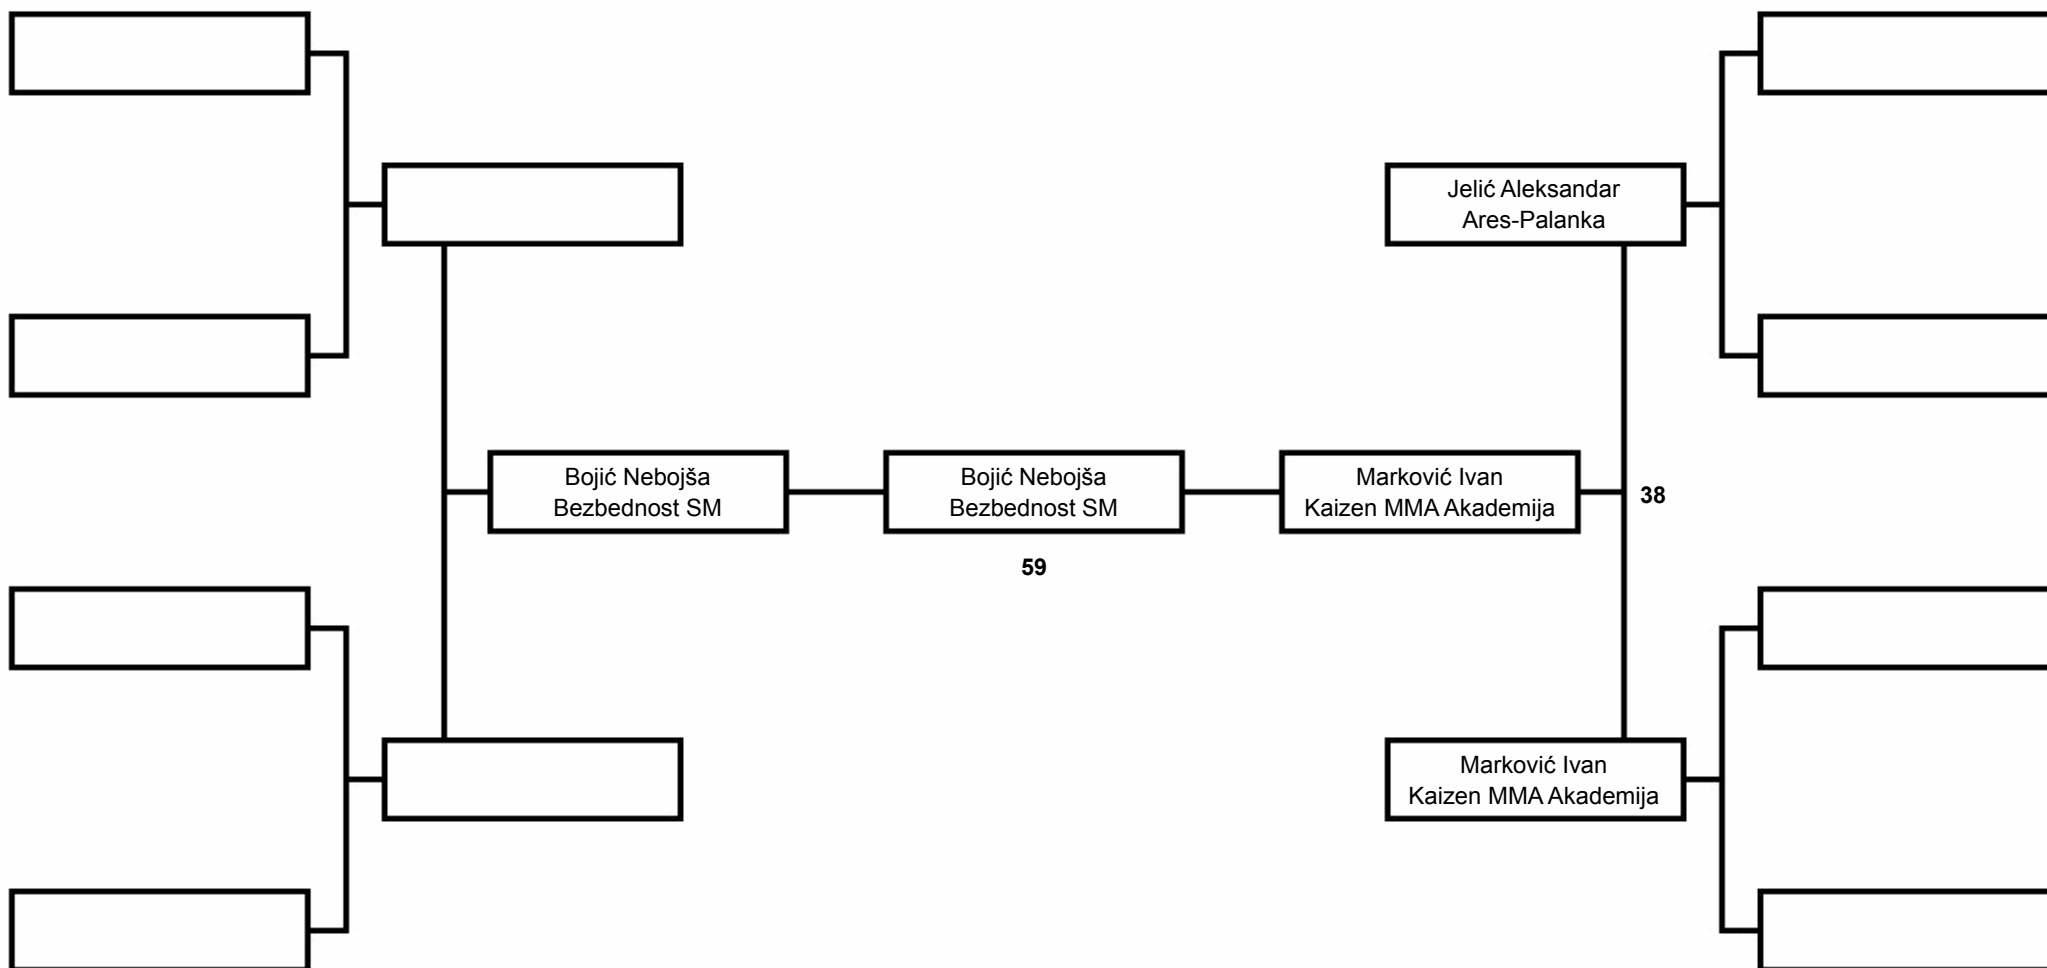 Jelić Aleksandar
Ares-Palanka
Bojić Nebojša
Bezbednost SM
Bojić Nebojša
Bezbednost SM
59
Marković Ivan
Kaizen MMA Akademija
38
Marković Ivan
Kaizen MMA Akademija